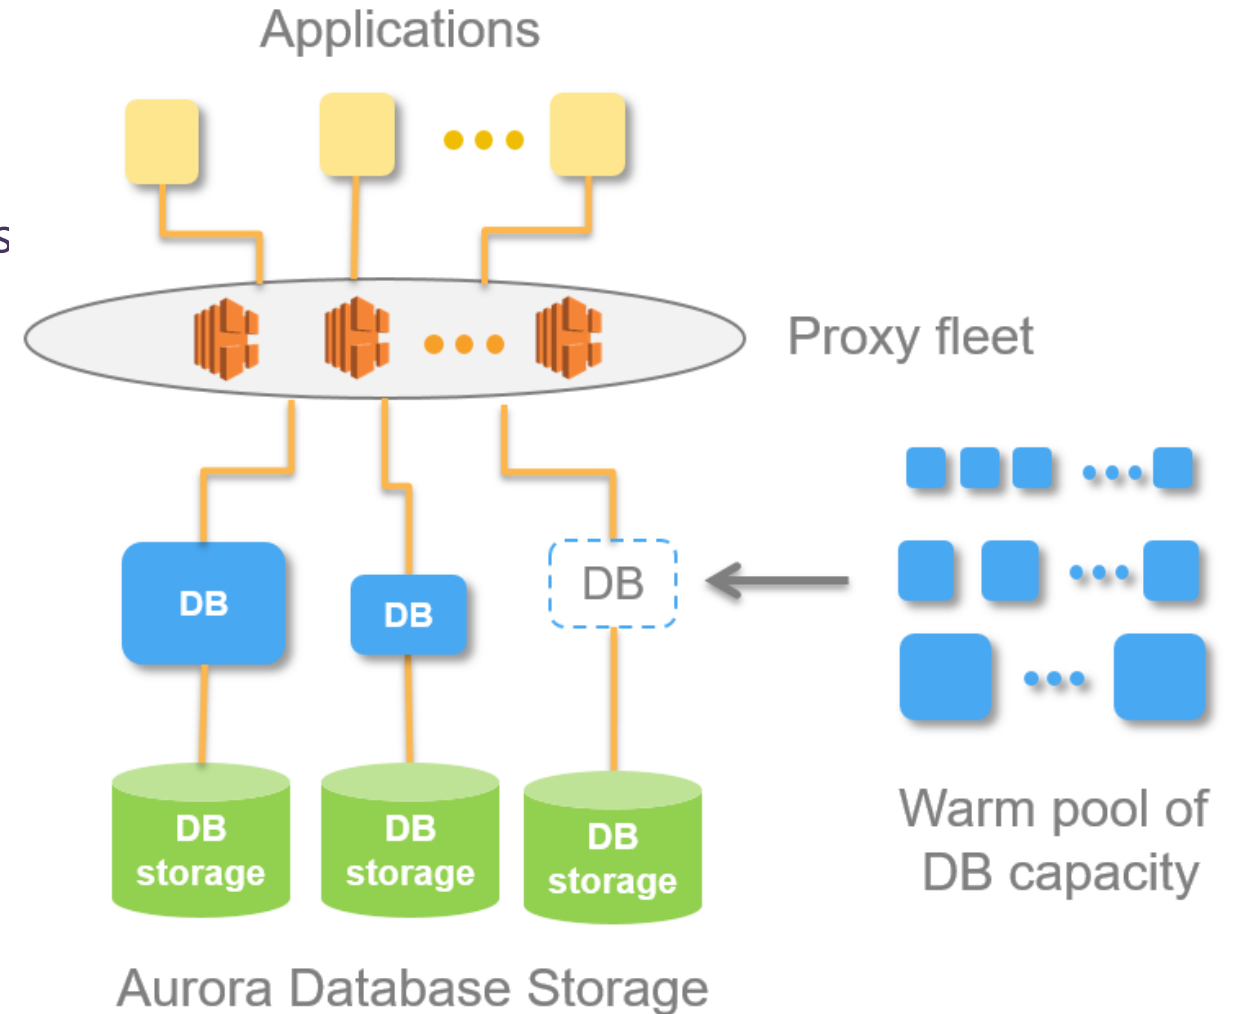 Applications
s
Proxy fleet
DB
DB
DB
Warm pool of
DB capacity
DB
storage
DB
storage
DB
storage
Aurora Database Storage